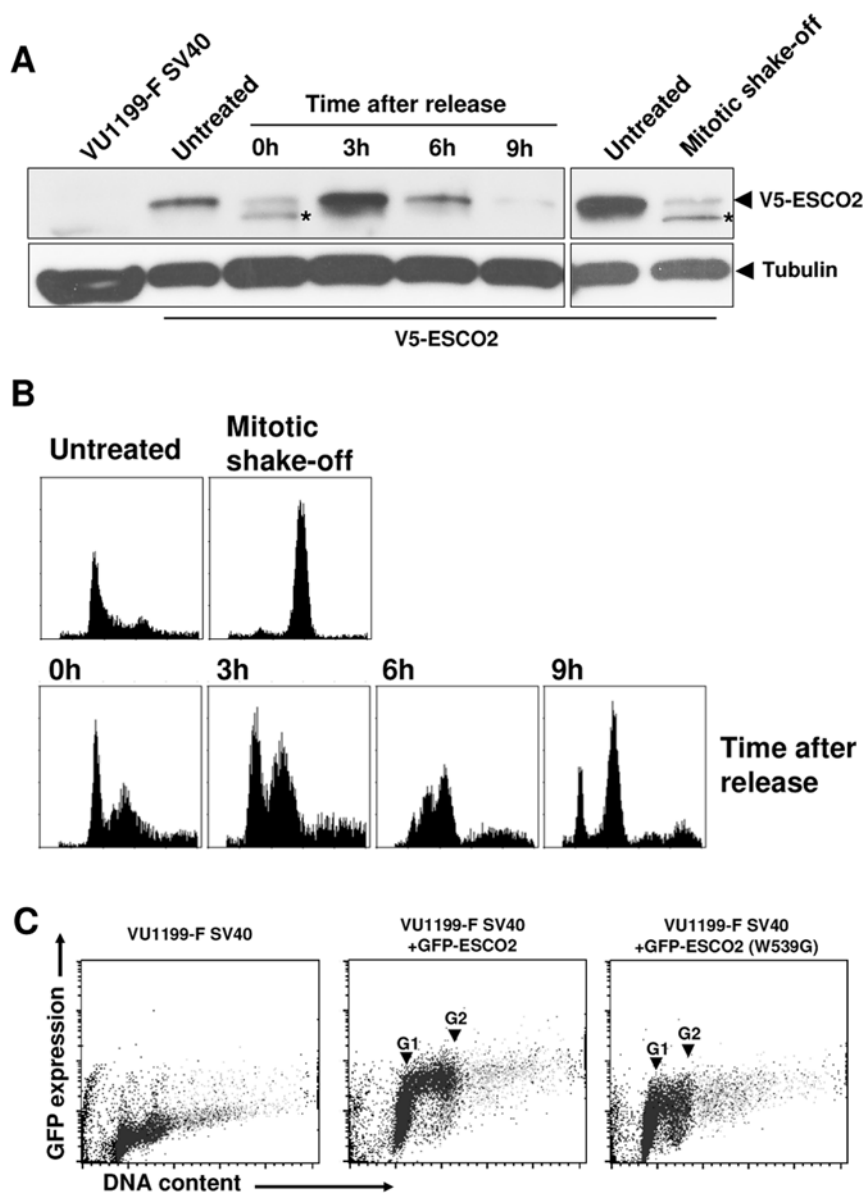 A
VU1199-F SV40
Untreated
Time after release
0h 3h 6h 9h
Untreated
Mitotic shake-off
*
V5-ESCO2
*
Tubulin
V5-ESCO2
B
Untreated
Mitotic
shake-off
0h 3h 6h 9h
Time after
release
C
VU1199-F SV40
VU1199-F SV40
+GFP-ESCO2
VU1199-F SV40
+GFP-ESCO2 (W539G)
GFP expression
G1
G2
G1
G2
DNA content